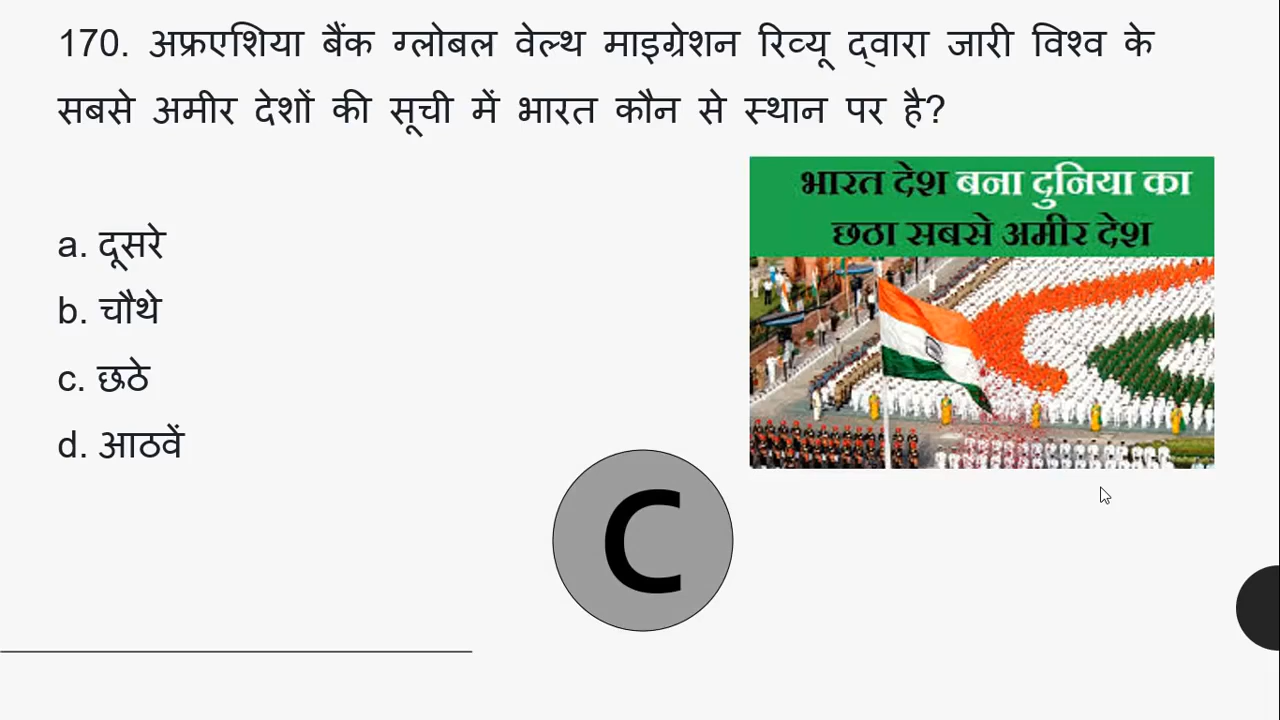 170. अफ्रएशिया बैंक ग्लोबल वेल्थ माइग्रेशन रिव्यू द्वारा जारी विश्व के
सबसे अमीर देशों की सूची में भारत कौन से स्थान पर है?
भारत देश बना दुनिया का
छठा सबसे अमीर देश
a. दूसरे
b. चौथे
c. छठे
d. आठवें
C